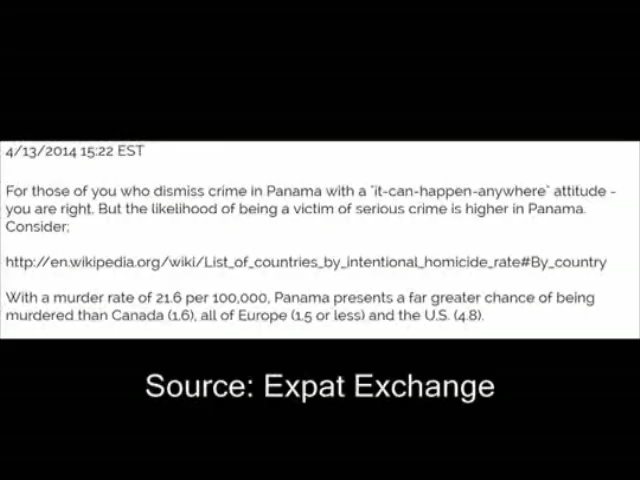 4/13/2014 15:22 EST
For those of you who dismiss crime in Panama with a "it-can-happen-anywhere" attitude -
you are right. But the likelihood of being a victim of serious crime is higher in Panama.
Consider;
http://en.wikipedia.org/wiki/List_of_countries_by_intentional_homicide_rate#By_country
With a murder rate of 21.6 per 100,000, Panama presents a far greater chance of being
murdered than Canada (1.6), all of Europe (1.5 or less) and the U.S. (4.8).
Source: Expat Exchange